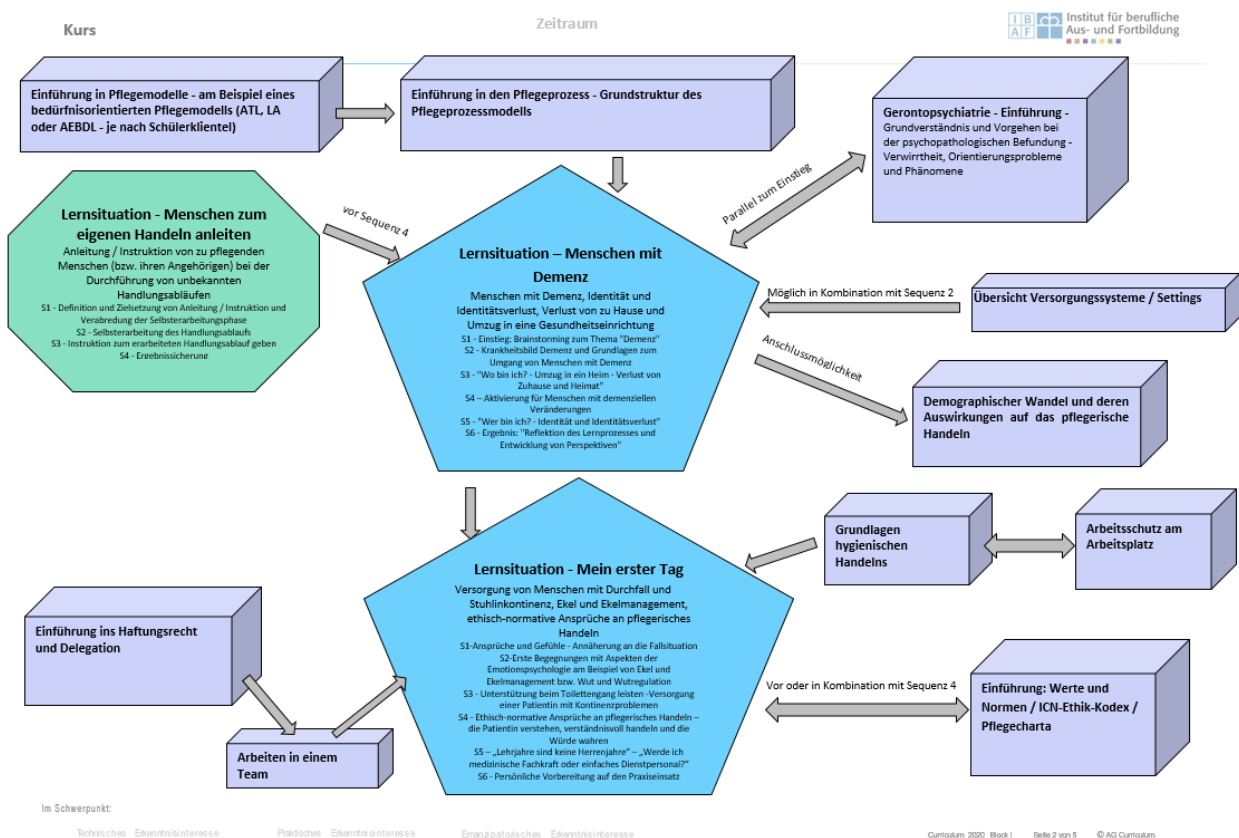 Kurs
Zeitraum
IB
AF
Institut für berufliche
Aus- und Fortbildung
Einführung in Pflegemodelle - am Beispiel eines
bedürfnisorientierten Pflegemodells (ATL, LA
oder AEBDL - je nach Schülerklientel)
Einführung in den Pflegeprozess - Grundstruktur des
Pflegeprozessmodells
Gerontopsychiatrie - Einführung -
Grundverständnis und Vorgehen bei
der psychopathologischen Befundung -
Verwirrtheit, Orientierungsprobleme
und Phänomene
Parallel zum Einstieg
Lernsituation - Menschen zum
eigenen Handeln anleiten
Anleitung / Instruktion von zu pflegenden
Menschen (bzw. ihren Angehörigen) bei der
Durchführung von unbekannten
Handlungsabläufen
S1 - Definition und Zielsetzung von Anleitung / Instruktion und
Verabredung der Selbsterarbeitungsphase
S2 - Selbsterarbeitung des Handlungsablaufs
S3 - Instruktion zum erarbeiteten Handlungsablauf geben
S4 - Ergebnissicherung
vor Sequenz 4
Lernsituation – Menschen mit
Demenz
Menschen mit Demenz, Identität und
Identitätsverlust, Verlust von zu Hause und
Umzug in eine Gesundheitseinrichtung
S1 - Einstieg: Brainstorming zum Thema "Demenz"
S2 - Krankheitsbild Demenz und Grundlagen zum
Umgang von Menschen mit Demenz
S3 - "Wo bin ich? - Umzug in ein Heim - Verlust von
Zuhause und Heimat"
S4 – Aktivierung für Menschen mit demenziellen
Veränderungen
S5 - "Wer bin ich? - Identität und Identitätsverlust"
S6 - Ergebnis: "Reflektion des Lernprozesses und
Entwicklung von Perspektiven"
Möglich in Kombination mit Sequenz 2
Übersicht Versorgungssysteme / Settings
Anschlussmöglichkeit
Demographischer Wandel und deren
Auswirkungen auf das pflegerische
Handeln
Grundlagen
hygienischen
Handelns
Arbeitsschutz am
Arbeitsplatz
Lernsituation - Mein erster Tag
Versorgung von Menschen mit Durchfall und
Stuhlinkontinenz, Ekel und Ekelmanagement,
ethisch-normative Ansprüche an pflegerisches
Handeln
S1-Ansprüche und Gefühle - Annäherung an die Fallsituation
S2-Erste Begegnungen mit Aspekten der
Emotionspsychologie am Beispiel von Ekel und
Ekelmanagement bzw. Wut und Wutregulation
S3 - Unterstützung beim Toilettengang leisten -Versorgung
einer Patientin mit Kontinenzproblemen
S4 - Ethisch-normative Ansprüche an pflegerisches Handeln –
die Patientin verstehen, verständnisvoll handeln und die
Würde wahren
S5 – „Lehrjahre sind keine Herrenjahre" – „Werde ich
medizinische Fachkraft oder einfaches Dienstpersonal?"
S6 - Persönliche Vorbereitung auf den Praxiseinsatz
Einführung ins Haftungsrecht
und Delegation
Arbeiten in einem
Team
Vor oder in Kombination mit Sequenz 4
Einführung: Werte und
Normen / ICN-Ethik-Kodex /
Pflegecharta
Im Schwerpunkt:
Technisches Erkenntnisinteresse
Praktisches Erkenntnisinteresse
Emanzipatorisches Erkenntnisinteresse
Curriculum 2020 Block I Seite 2 von 5 © AG Curriculum